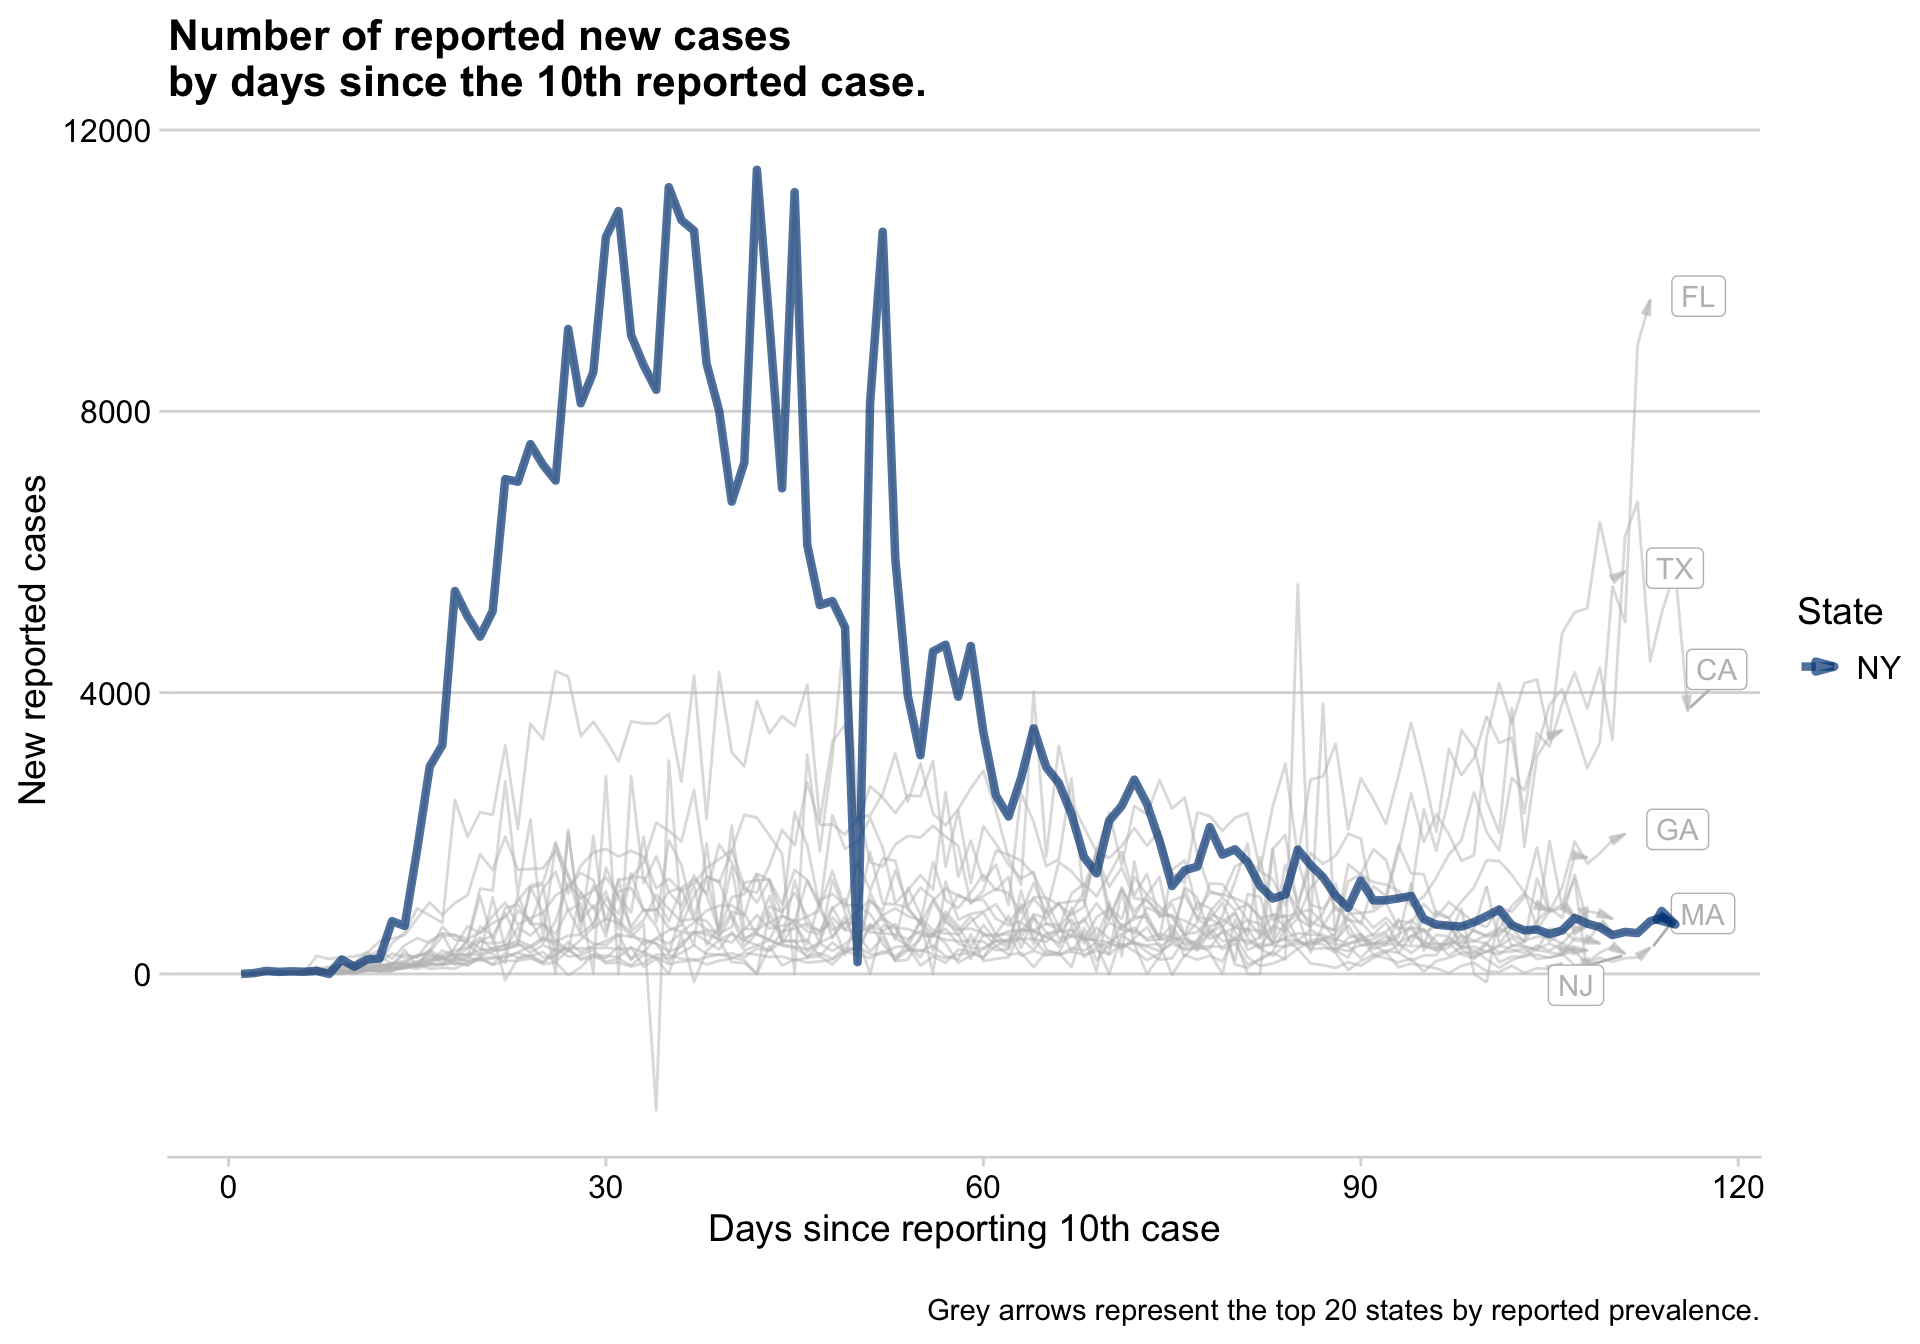 Number of reported new cases
by days since the 10th reported case.
12000
8000
4000
0
New reported cases
FL
TX
CA
GA
MA
NJ
State
NY
0 30 60 90 120
Days since reporting 10th case
Grey arrows represent the top 20 states by reported prevalence.